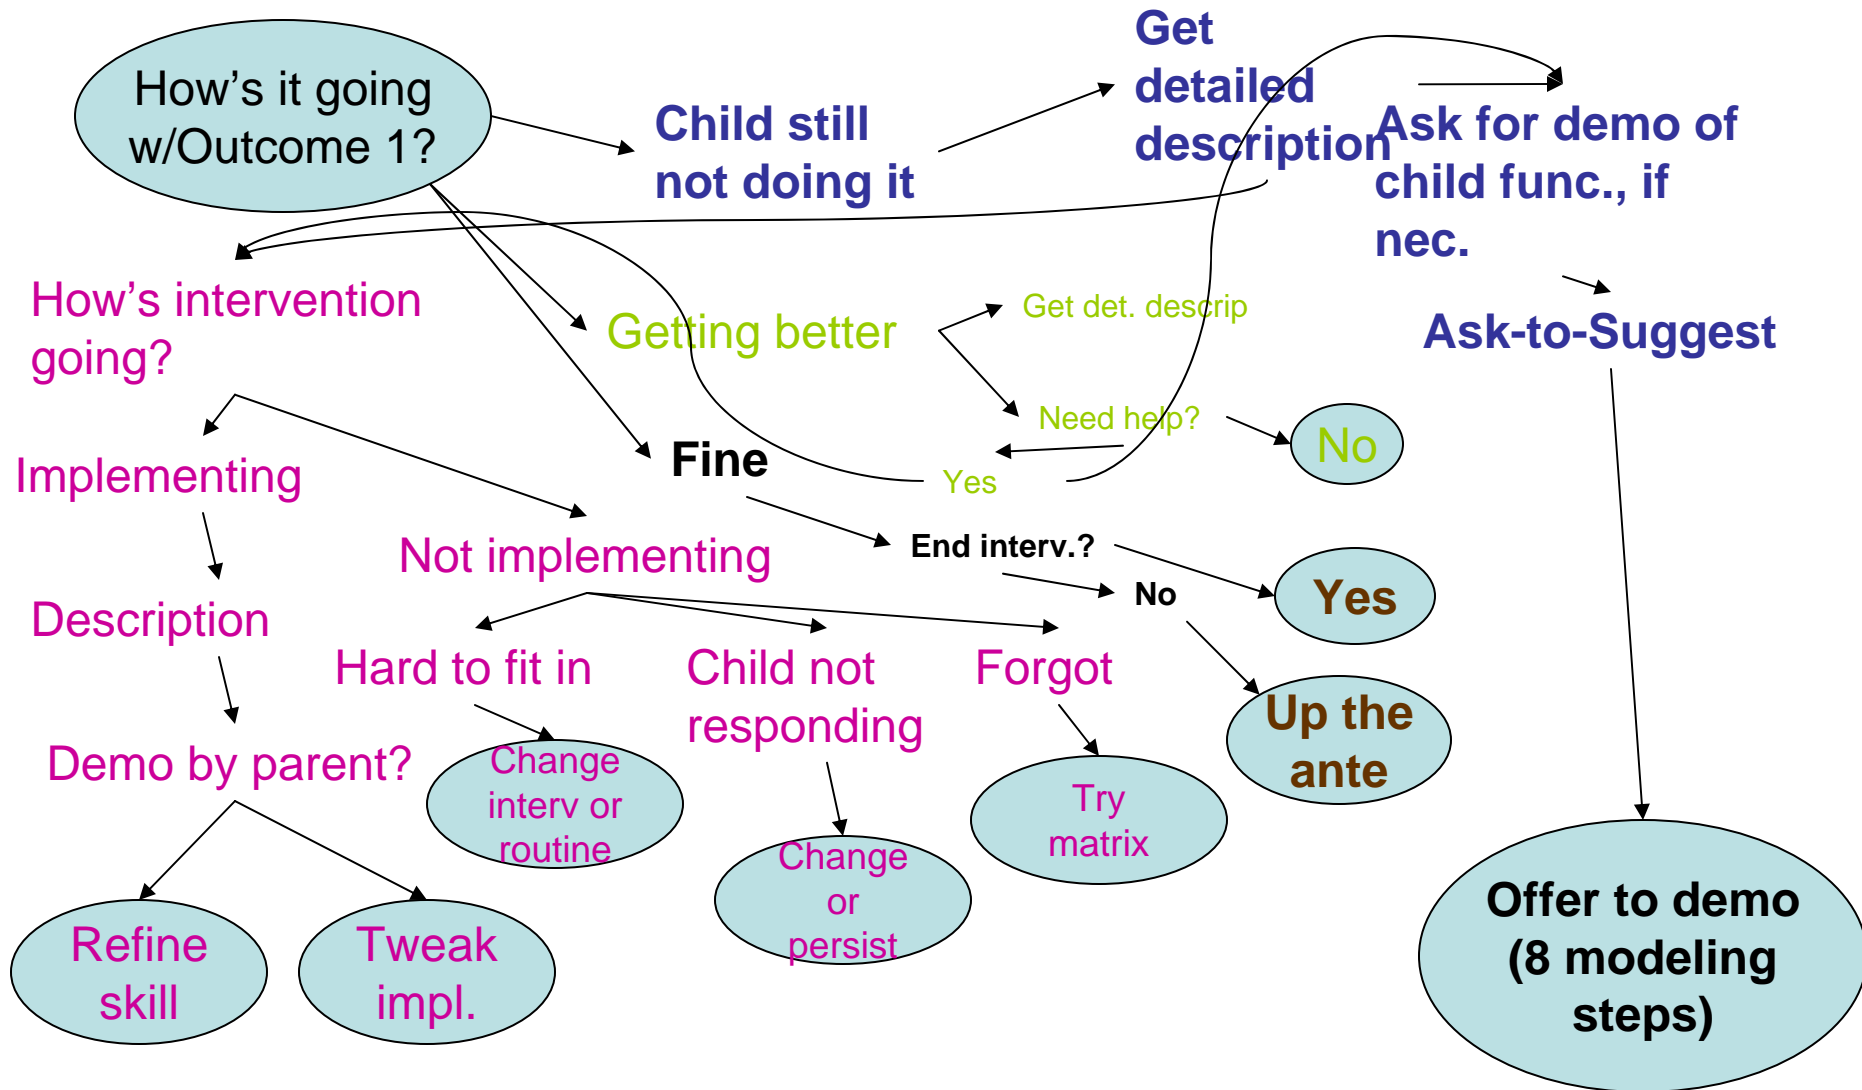 How’s it going
w/Outcome 1?
Child still
not doing it
Get
detailed
description
Ask for demo of
child func., if
nec.
How’s intervention
going?
Getting better
Get det. descrip
Ask-to-Suggest
Need help?
No
Fine
Yes
Implementing
Not implementing
End interv.?
No
Yes
Description
Hard to fit in
Child not
responding
Forgot
Up the
ante
Demo by parent?
Change
interv or
routine
Try
matrix
Change
or
persist
Refine
skill
Tweak
impl.
Offer to demo
(8 modeling
steps)